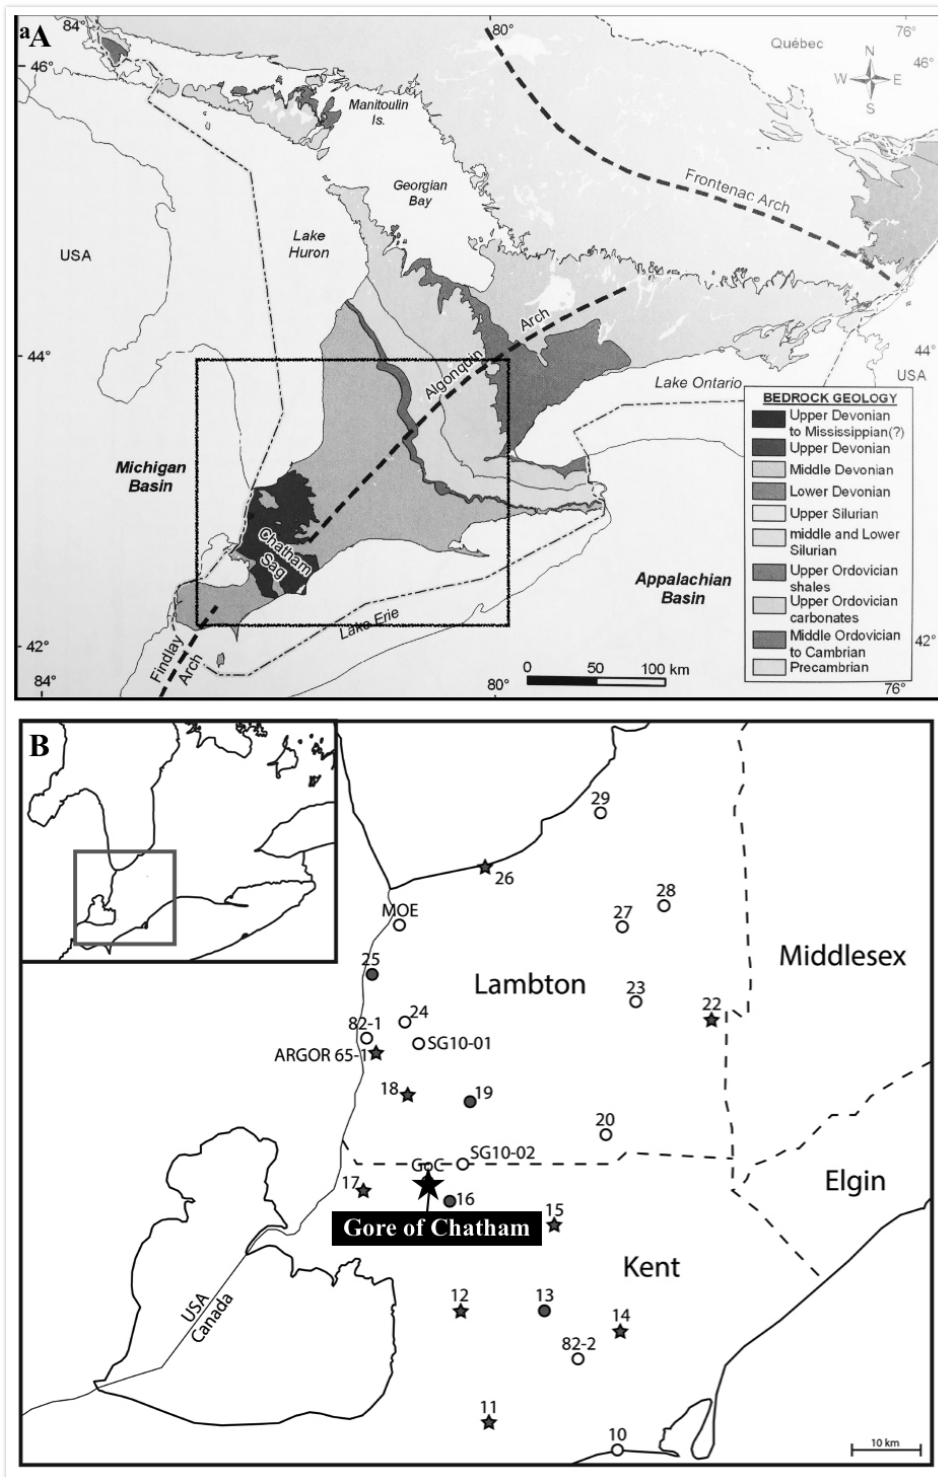 aA
84°
80°
76°
Québec
46°
46°
N
W E
S
Manitoulin
Is.
Georgian
Bay
Frontenac Arch
Lake
Huron
USA
Arch
44°
Algonquin
Lake Ontario
USA
BEDROCK GEOLOGY
Upper Devonian
to Mississippian(?)
Upper Devonian
Middle Devonian
Lower Devonian
Upper Silurian
middle and Lower
Silurian
Upper Ordovician
shales
Upper Ordovician
carbonates
Middle Ordovician
to Cambrian
Precambrian
Michigan
Basin
Chatham
Sag
Appalachian
Basin
Lake Erie
42°
42°
Findlay
Arch
0 50 100 km
84°
80°
76°
B
29
26
28
27
MOE
Middlesex
25
Lambton
23
22
24
82-1
SG10-01
ARGOR 65-1
18
19
20
SG10-02
GoC
Elgin
17
16
15
Gore of Chatham
Kent
USA
Canada
12
13
14
82-2
11
10
10 km